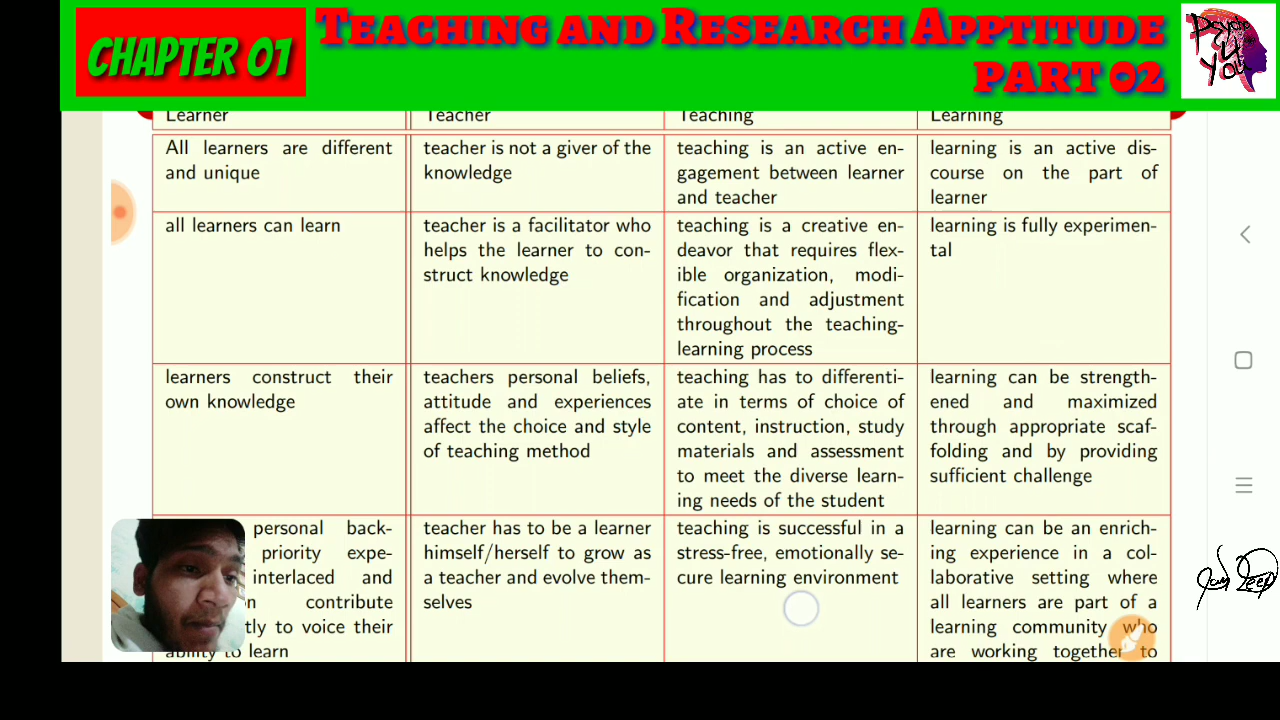 CHAPTER 01
TEACHING AND RESEARCH APPTITUDE
PART 02
Psycho
4
You
Learner
Teacher
Teaching
Learning
All learners are different
and unique
teacher is not a giver of the
knowledge
teaching is an active en-
gagement between learner
and teacher
learning is an active dis-
course on the part of
learner
all learners can learn
teacher is a facilitator who
helps the learner to con-
struct knowledge
teaching is a creative en-
deavor that requires flex-
ible organization, modi-
fication and adjustment
throughout the teaching-
learning process
learning is fully experimen-
tal
learners construct their
own knowledge
teachers personal beliefs,
attitude and experiences
affect the choice and style
of teaching method
teaching has to differenti-
ate in terms of choice of
content, instruction, study
materials and assessment
to meet the diverse learn-
ing needs of the student
learning can be strength-
ened and maximized
through appropriate scaf-
folding and by providing
sufficient challenge
personal back-
priority expe-
interlaced and
contribute
to voice their
ability to learn
teacher has to be a learner
himself/herself to grow as
a teacher and evolve them-
selves
teaching is successful in a
stress-free, emotionally se-
cure learning environment
learning can be an enrich-
ing experience in a col-
laborative setting where
all learners are part of a
learning community who
are working together to